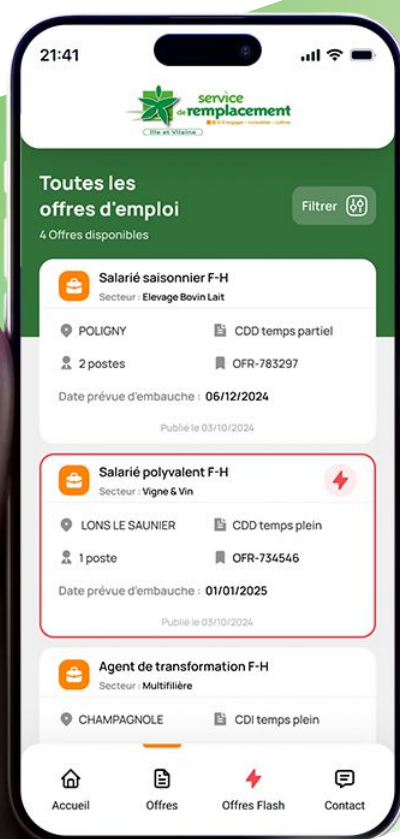 21:41
service
de remplacement
Ille et Vilaine
Toutes les
offres d'emploi
Filtrer
4 Offres disponibles
Salarié saisonnier F-H
Secteur : Elevage Bovin Lait
POLIGNY
CDD temps partiel
2 postes
OFR-783297
Date prévue d'embauche : 06/12/2024
Publié le 03/10/2024
Salarié polyvalent F-H
Secteur : Vigne & Vin
LONS LE SAUNIER
CDD temps plein
1 poste
OFR-734546
Date prévue d'embauche : 01/01/2025
Publié le 03/10/2024
Agent de transformation F-H
Secteur : Multifilière
CHAMPAGNOLE
CDI temps plein
Accueil
Offres
Offres Flash
Contact